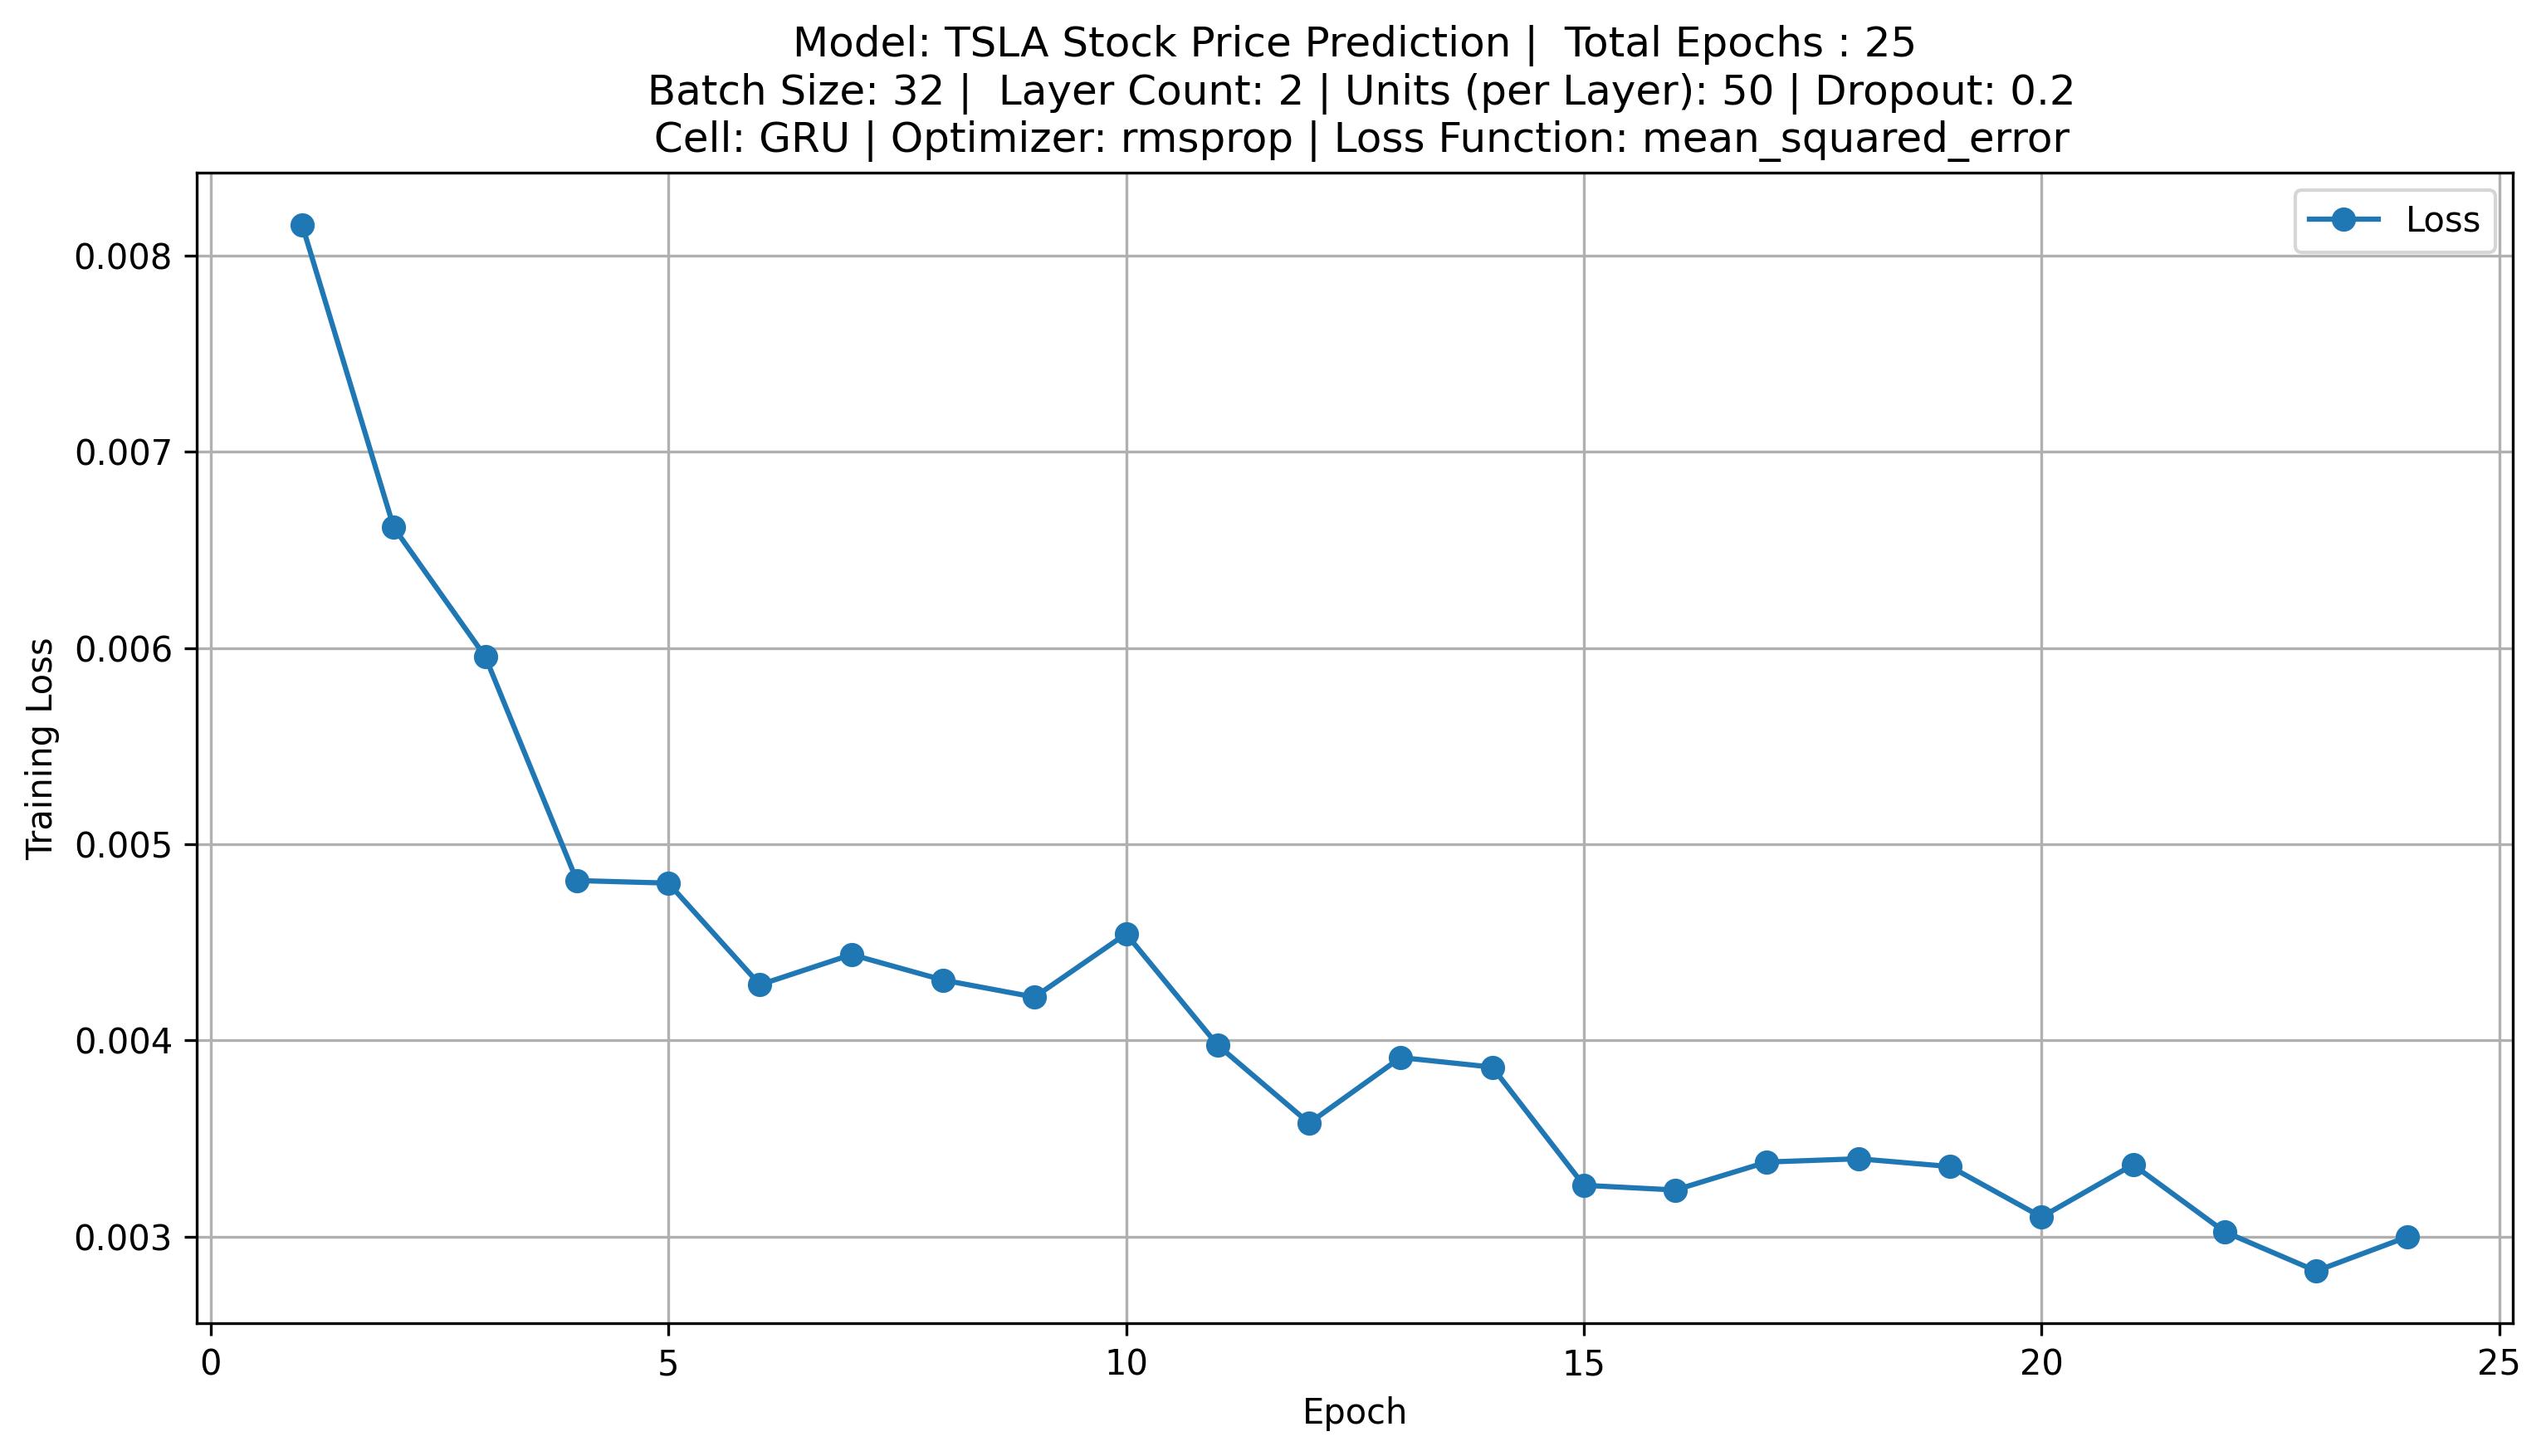 Model: TSLA Stock Price Prediction |  Total Epochs : 25
Batch Size: 32 |  Layer Count: 2 | Units (per Layer): 50 | Dropout: 0.2
Cell: GRU | Optimizer: rmsprop | Loss Function: mean_squared_error
Loss
0.008
0.007
0.006
0.005
0.004
0.003
Training Loss
0 5 10 15 20 25
Epoch